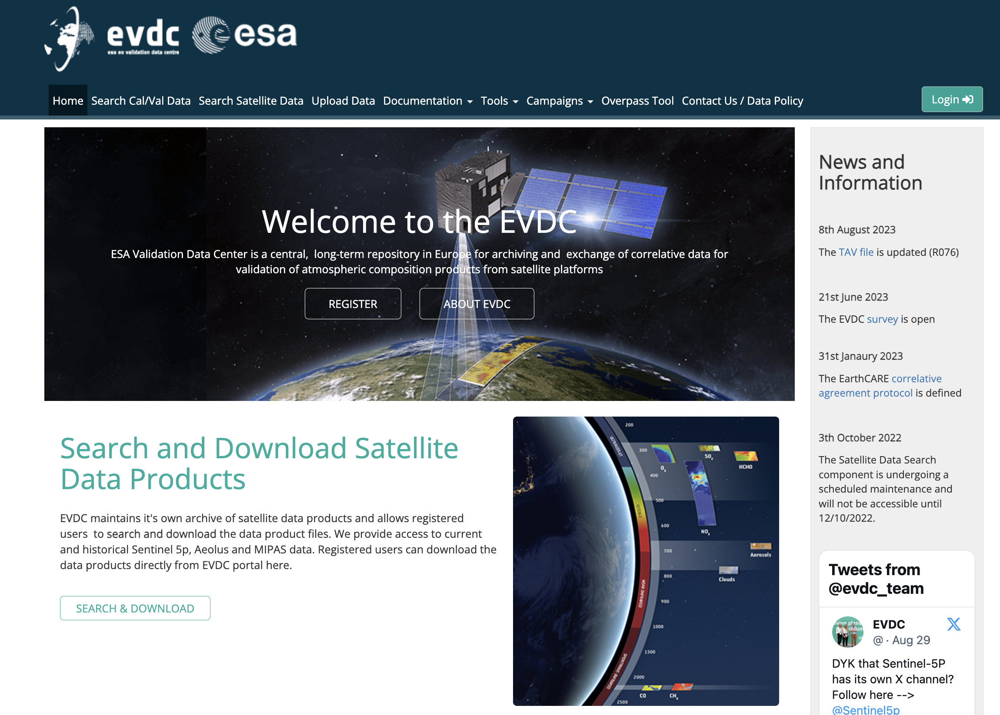 evdc
esa eo validation data centre
esa
Home Search Cal/Val Data Search Satellite Data Upload Data Documentation Tools Campaigns Overpass Tool Contact Us / Data Policy
Login
Welcome to the EVDC
ESA Validation Data Center is a central, long-term repository in Europe for archiving and exchange of correlative data for
validation of atmospheric composition products from satellite platforms
REGISTER ABOUT EVDC
Search and Download Satellite
Data Products
EVDC maintains it's own archive of satellite data products and allows registered
users to search and download the data product files. We provide access to current
and historical Sentinel 5p, Aeolus and MIPAS data. Registered users can download the
data products directly from EVDC portal here.
SEARCH & DOWNLOAD
200
ULTRAVIOLET
300
O₃
SO₂
HCHO
400
500
VISIBLE
600
NO₂
700
Aerosols
800
Clouds
NEAR-INFRARED
900
1000
1500
SHORTWAVE-INFRARED
2000
CO
CH₄
2500
News and
Information
8th August 2023
The TAV file is updated (R076)
21st June 2023
The EVDC survey is open
31st Janaury 2023
The EarthCARE correlative
agreement protocol is defined
3th October 2022
The Satellite Data Search
component is undergoing a
scheduled maintenance and
will not be accessible until
12/10/2022.
Tweets from
@evdc_team
EVDC
@ · Aug 29
DYK that Sentinel-5P
has its own X channel?
Follow here -->
@Sentinel5p